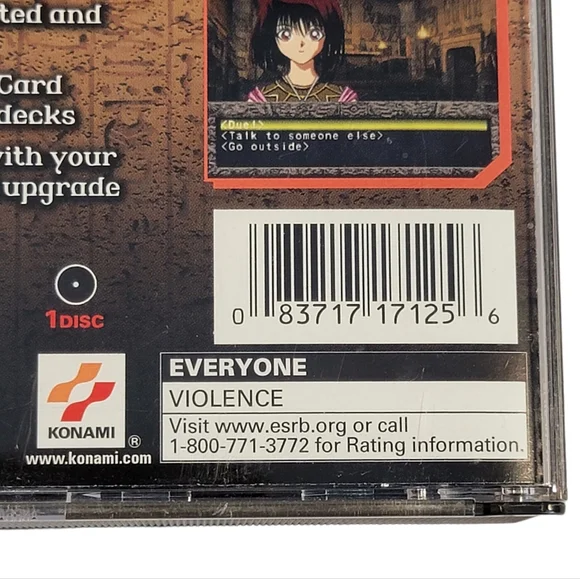 ted and
Card
decks
with your
upgrade
<Duel>
<Talk to someone else>
<Go outside>
1 DISC
0 83717 17125 6
KONAMI ®
www.konami.com
EVERYONE
VIOLENCE
Visit www.esrb.org or call
1-800-771-3772 for Rating information.